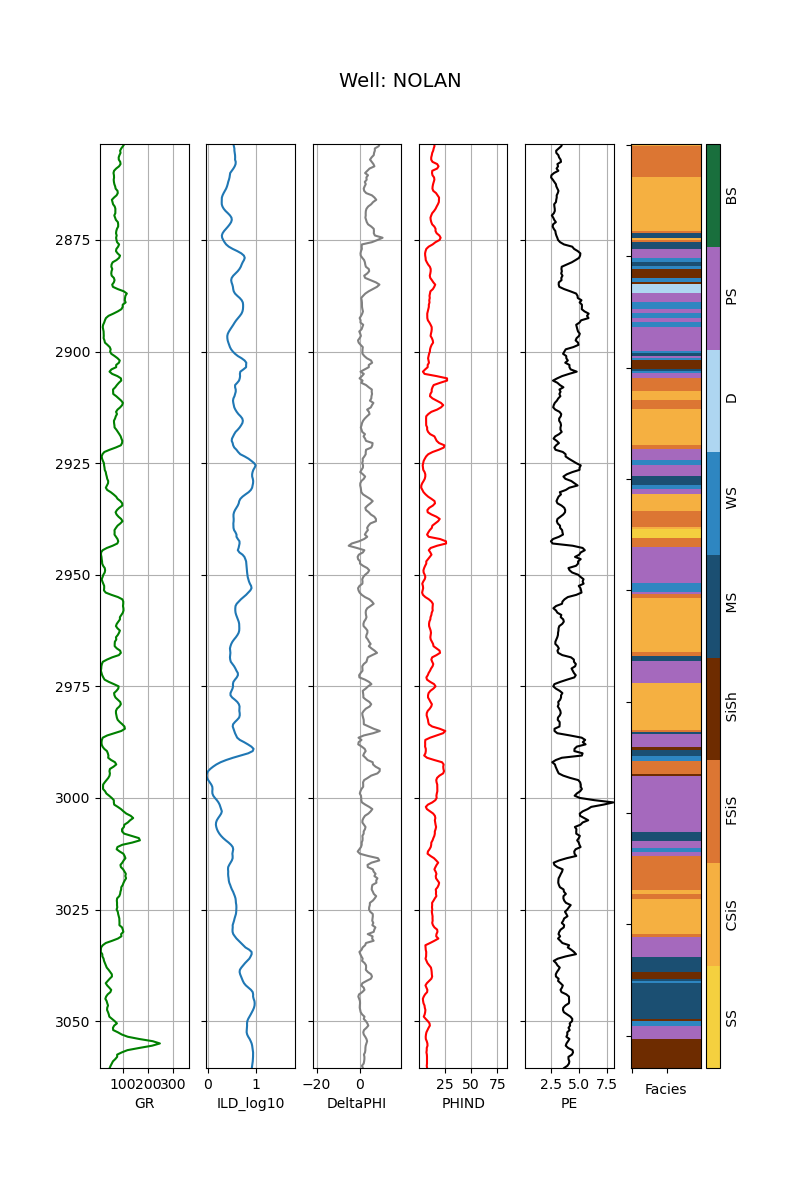 Well: NOLAN
2875
2900
2925
2950
2975
3000
3025
3050
100 200 300
GR
0 1
ILD_log10
−20 0
DeltaPHI
25 50 75
PHIND
2.5 5.0 7.5
PE
Facies
BS
PS
D
WS
MS
SiSh
FSiS
CSiS
SS